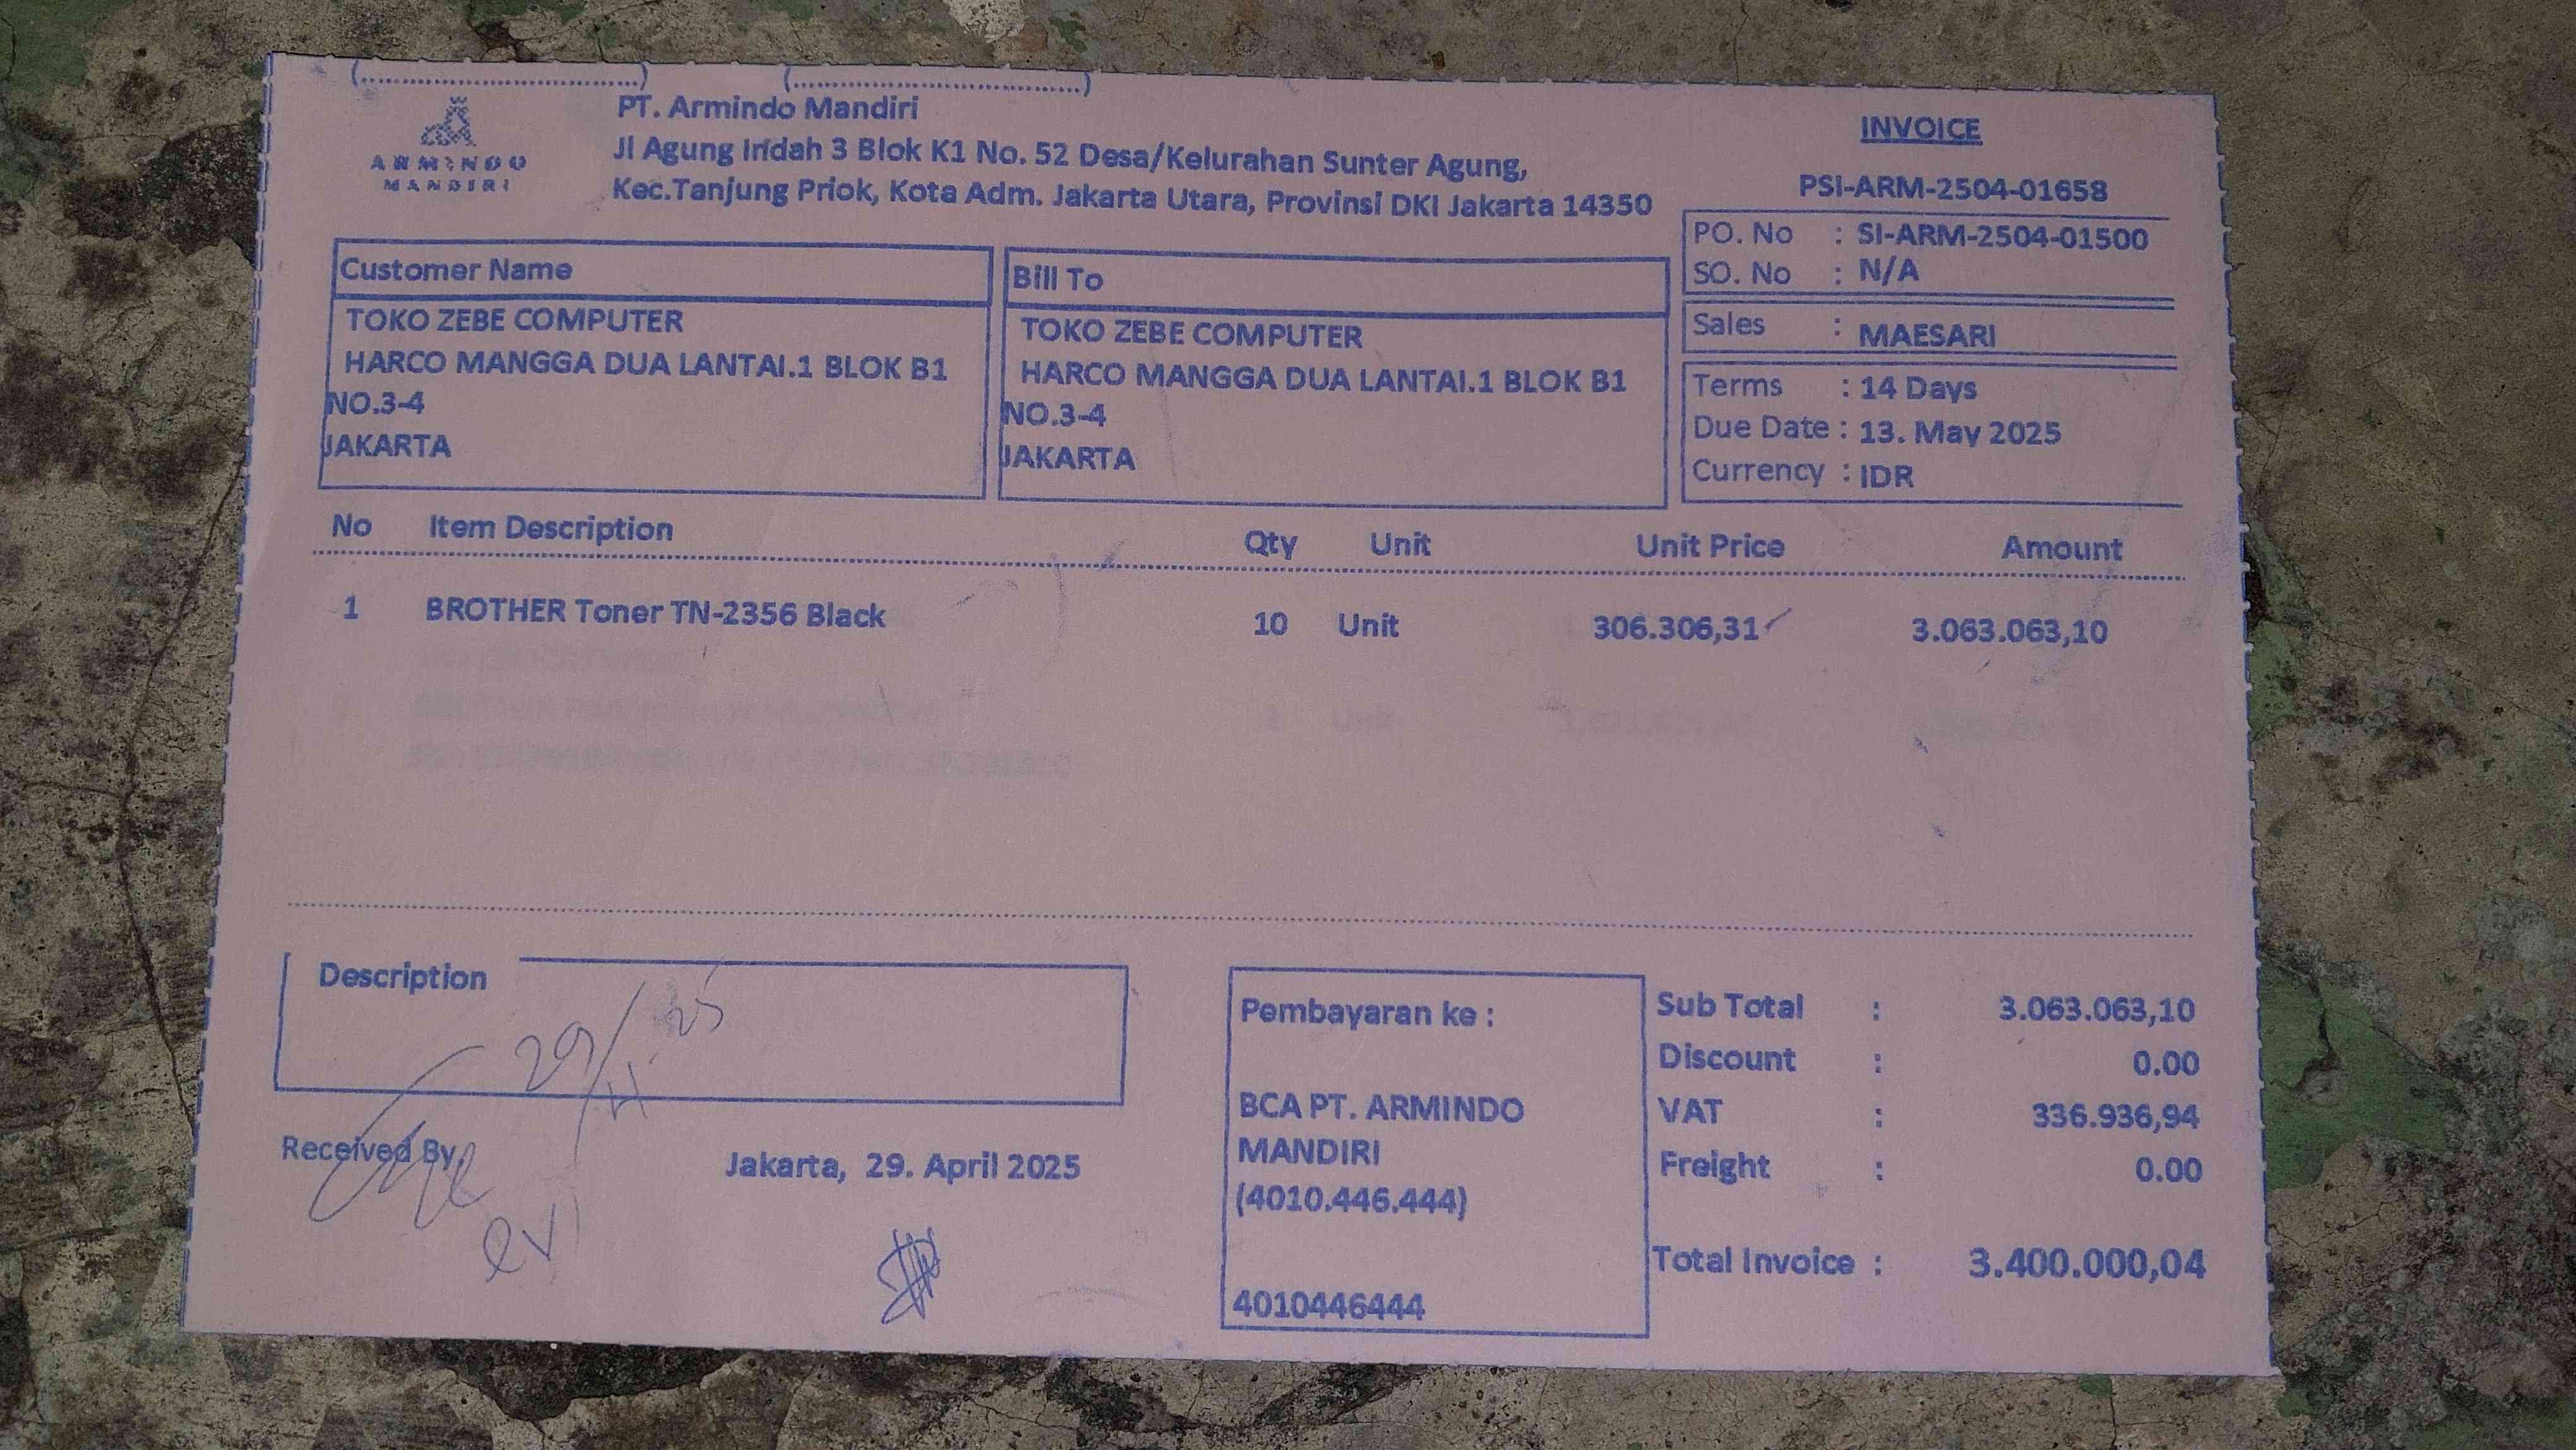 (..............................) (..............................)
ARMINDO
MANDIRI
PT. Armindo Mandiri
Jl Agung Indah 3 Blok K1 No. 52 Desa/Kelurahan Sunter Agung,
Kec.Tanjung Priok, Kota Adm. Jakarta Utara, Provinsi DKI Jakarta 14350
INVOICE
PSI-ARM-2504-01658
PO. No : SI-ARM-2504-01500
SO. No : N/A
Sales : MAESARI
Terms : 14 Days
Due Date : 13. May 2025
Currency : IDR
Customer Name
TOKO ZEBE COMPUTER
HARCO MANGGA DUA LANTAI.1 BLOK B1
NO.3-4
JAKARTA
Bill To
TOKO ZEBE COMPUTER
HARCO MANGGA DUA LANTAI.1 BLOK B1
NO.3-4
JAKARTA
No Item Description Qty Unit Unit Price Amount
1 BROTHER Toner TN-2356 Black 10 Unit 306.306,31 3.063.063,10
Description
29/4 25
Received By,
evi
Jakarta, 29. April 2025
Pembayaran ke :
BCA PT. ARMINDO
MANDIRI
(4010.446.444)
4010446444
Sub Total : 3.063.063,10
Discount : 0.00
VAT : 336.936,94
Freight : 0.00
Total Invoice : 3.400.000,04